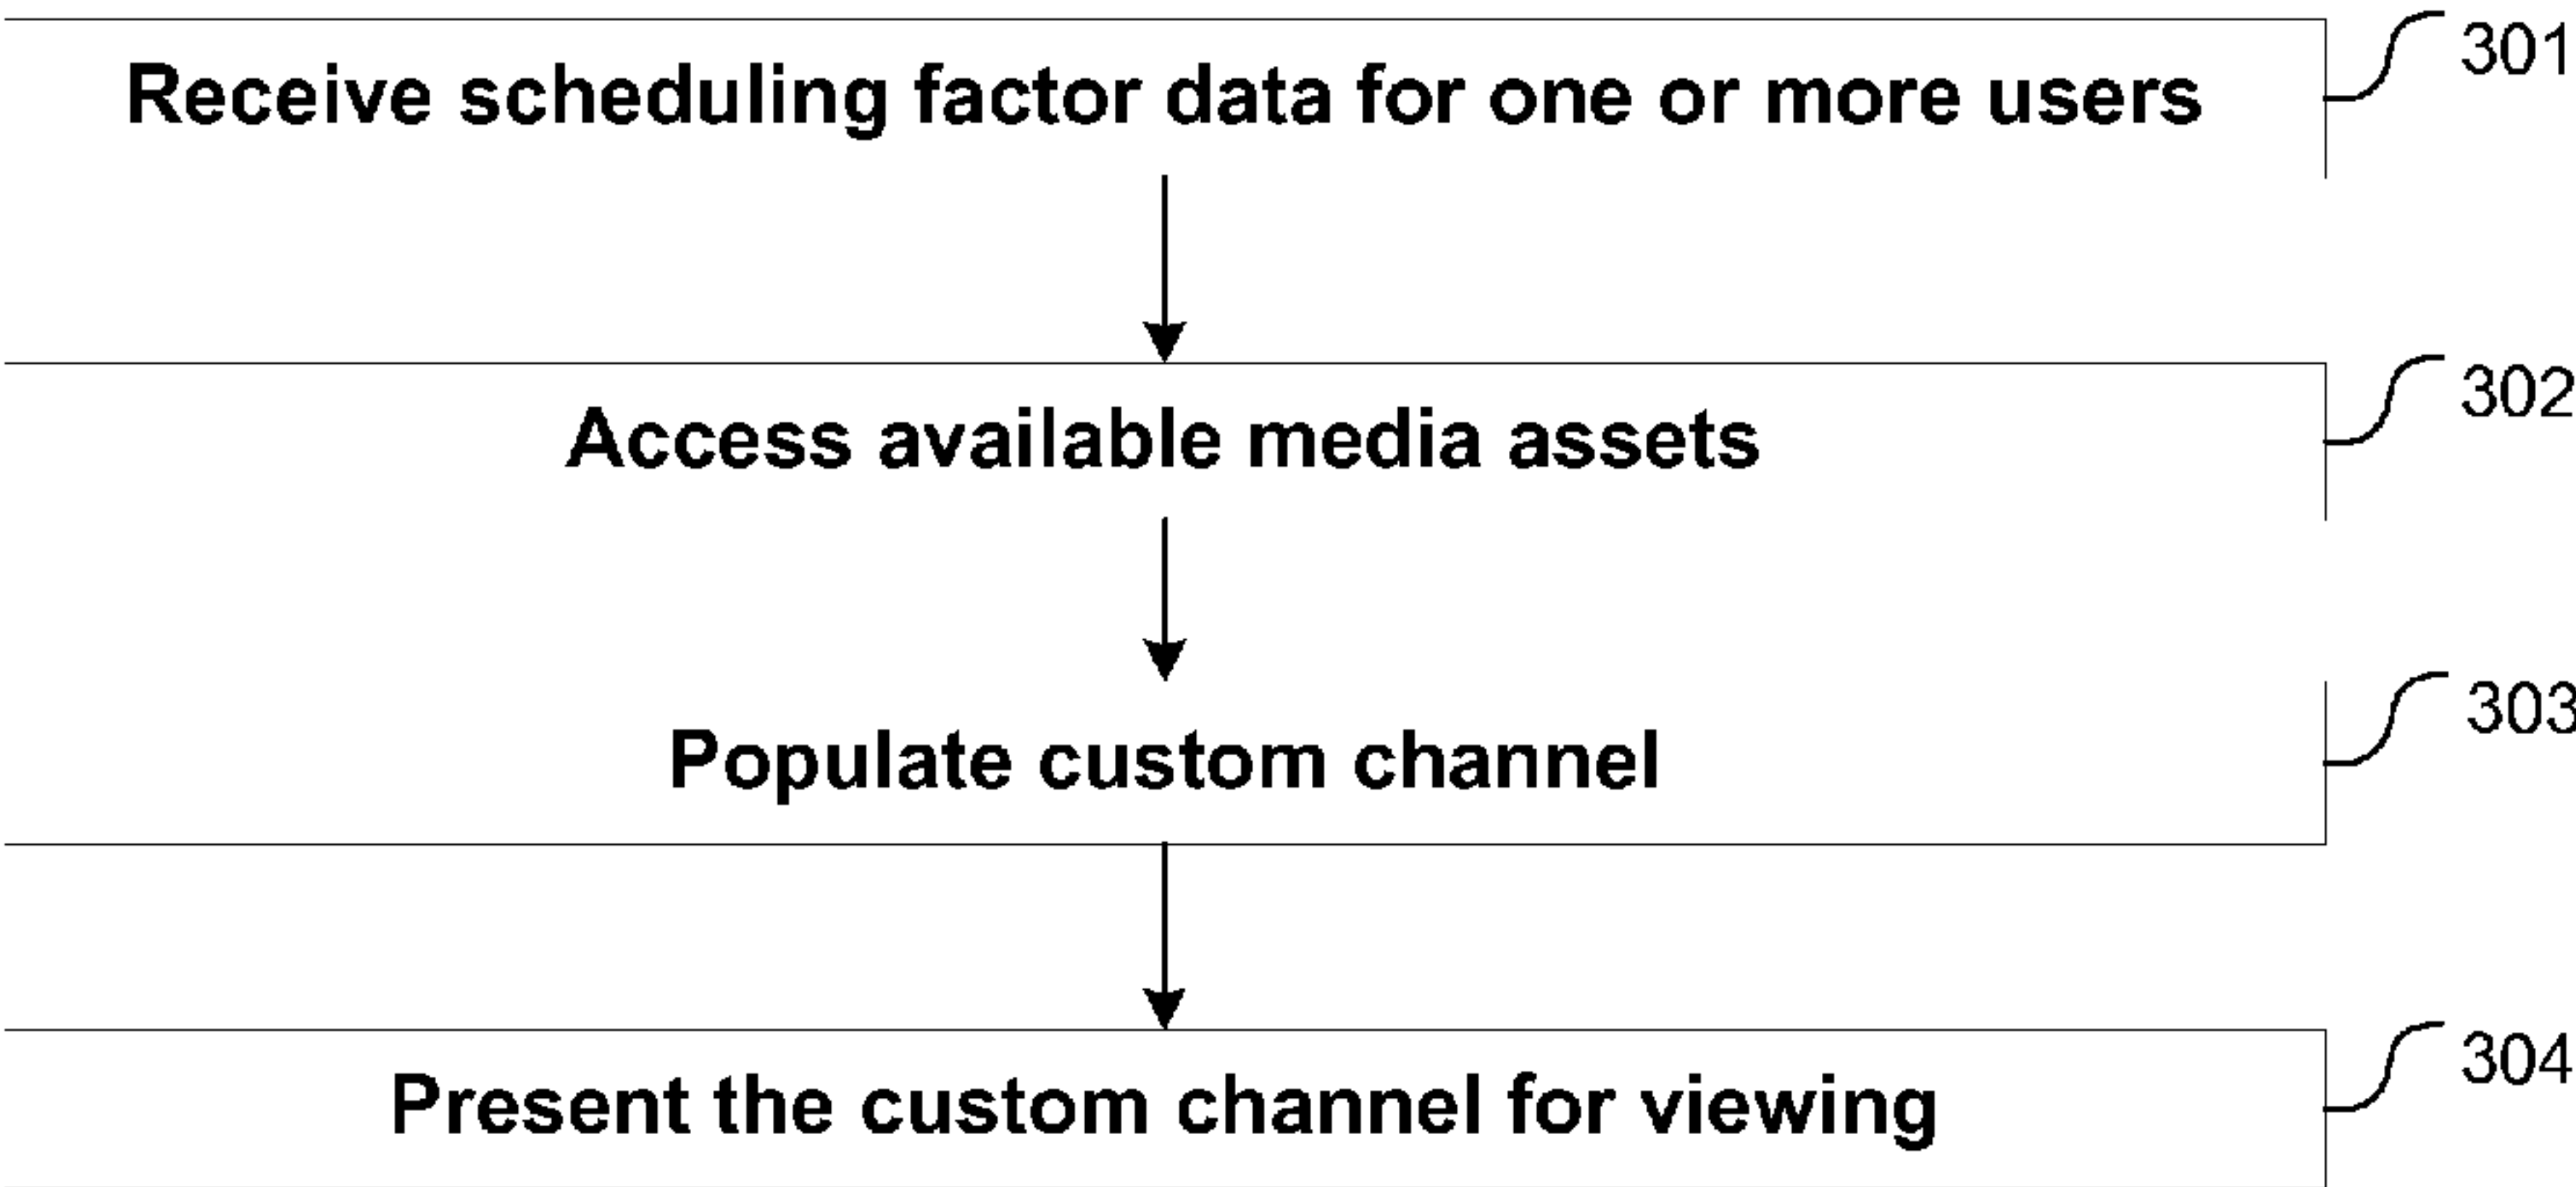 Receive scheduling factor data for one or more users
301
Access available media assets
302
Populate custom channel
303
Present the custom channel for viewing
304